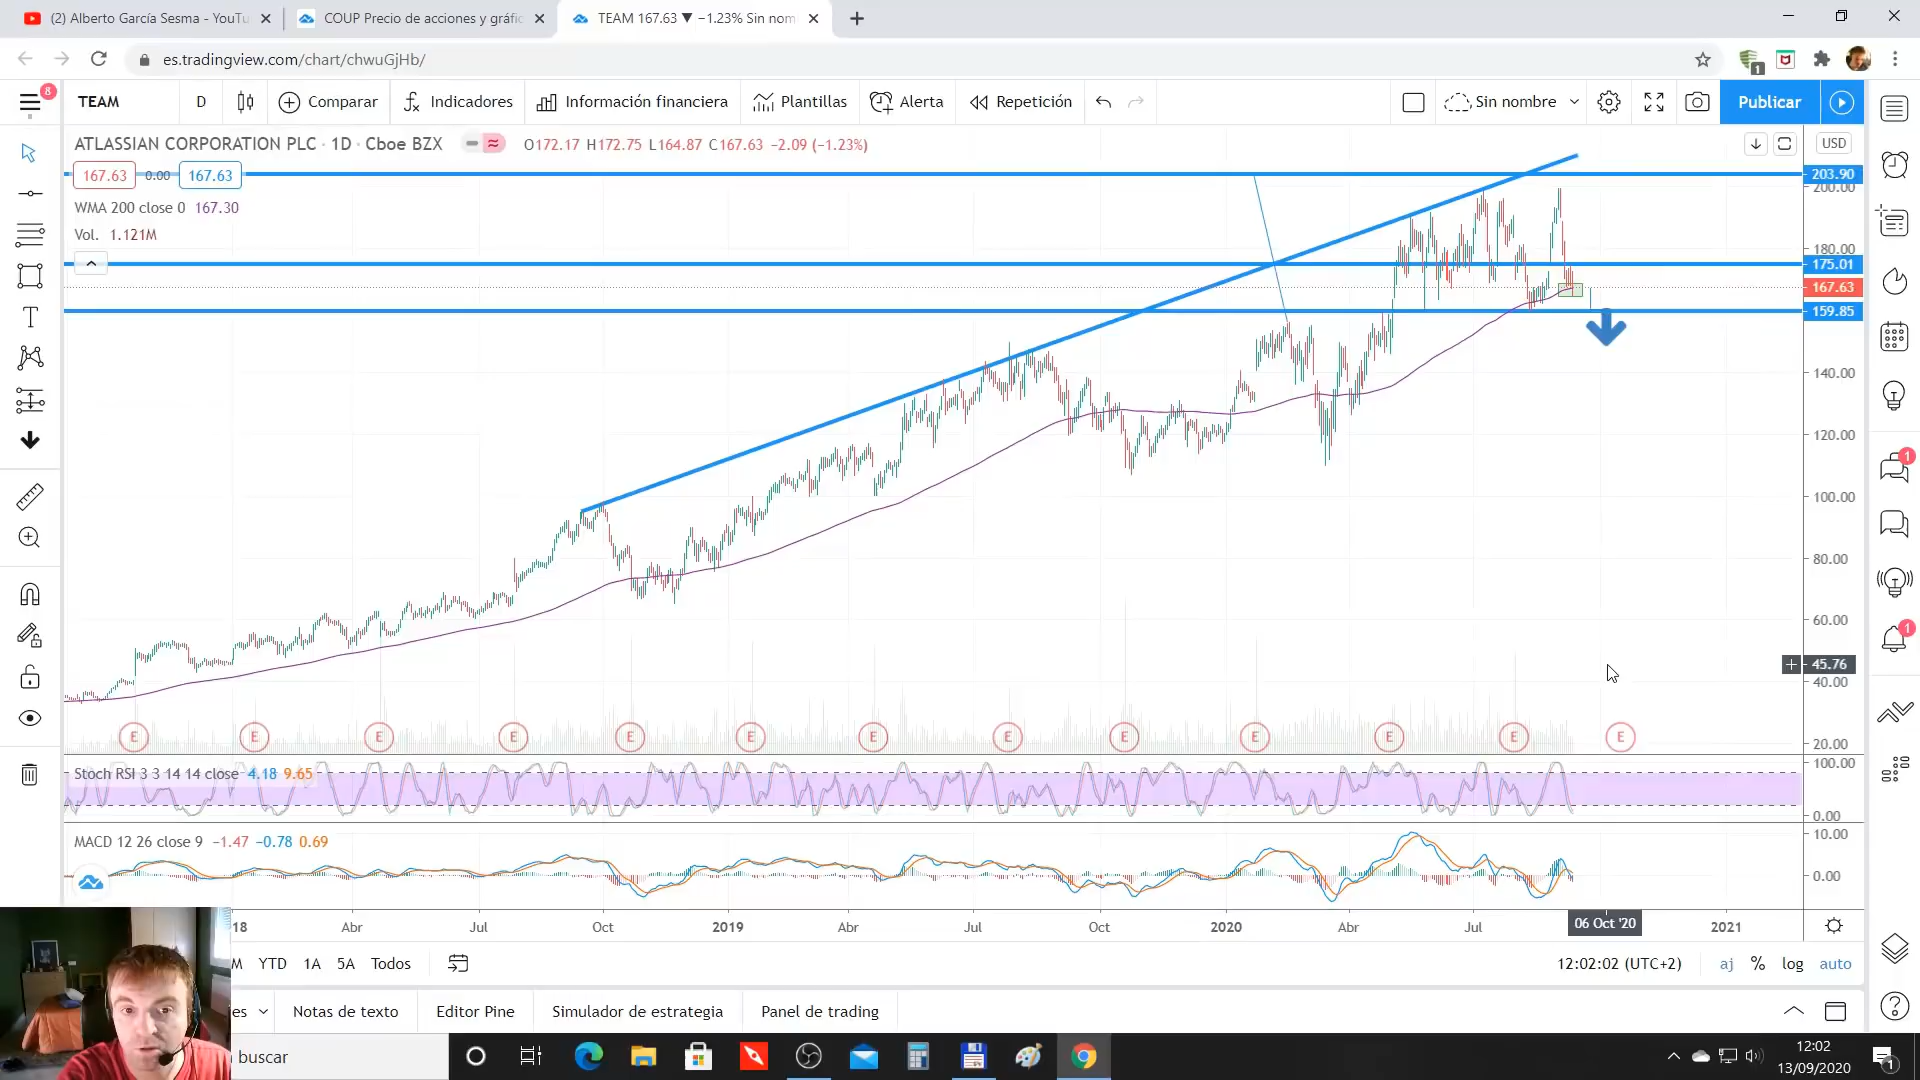 (2) Alberto García Sesma - YouTu
COUP Precio de acciones y gráfic
TEAM 167.63 ▼ −1.23% Sin nom
es.tradingview.com/chart/chwuGjHb/
1
8
TEAM
D
Comparar
Indicadores
Información financiera
Plantillas
Alerta
Repetición
Sin nombre
Publicar
ATLASSIAN CORPORATION PLC · 1D · Cboe BZX
O172.17 H172.75 L164.87 C167.63 −2.09 (−1.23%)
USD
167.63 0.00 167.63
WMA 200 close 0 167.30
Vol. 1.121M
203.90
200.00
180.00
175.01
167.63
159.85
140.00
120.00
100.00
80.00
60.00
45.76
40.00
20.00
E E E E E E E E E E E E E
Stoch RSI 3 3 14 14 close 4.18 9.65
100.00
0.00
MACD 12 26 close 9 −1.47 −0.78 0.69
10.00
0.00
18 Abr Jul Oct 2019 Abr Jul Oct 2020 Abr Jul 06 Oct '20 2021
M YTD 1A 5A Todos
12:02:02 (UTC+2)
aj % log auto
es
Notas de texto
Editor Pine
Simulador de estrategia
Panel de trading
1
1
buscar
12:02
13/09/2020
1